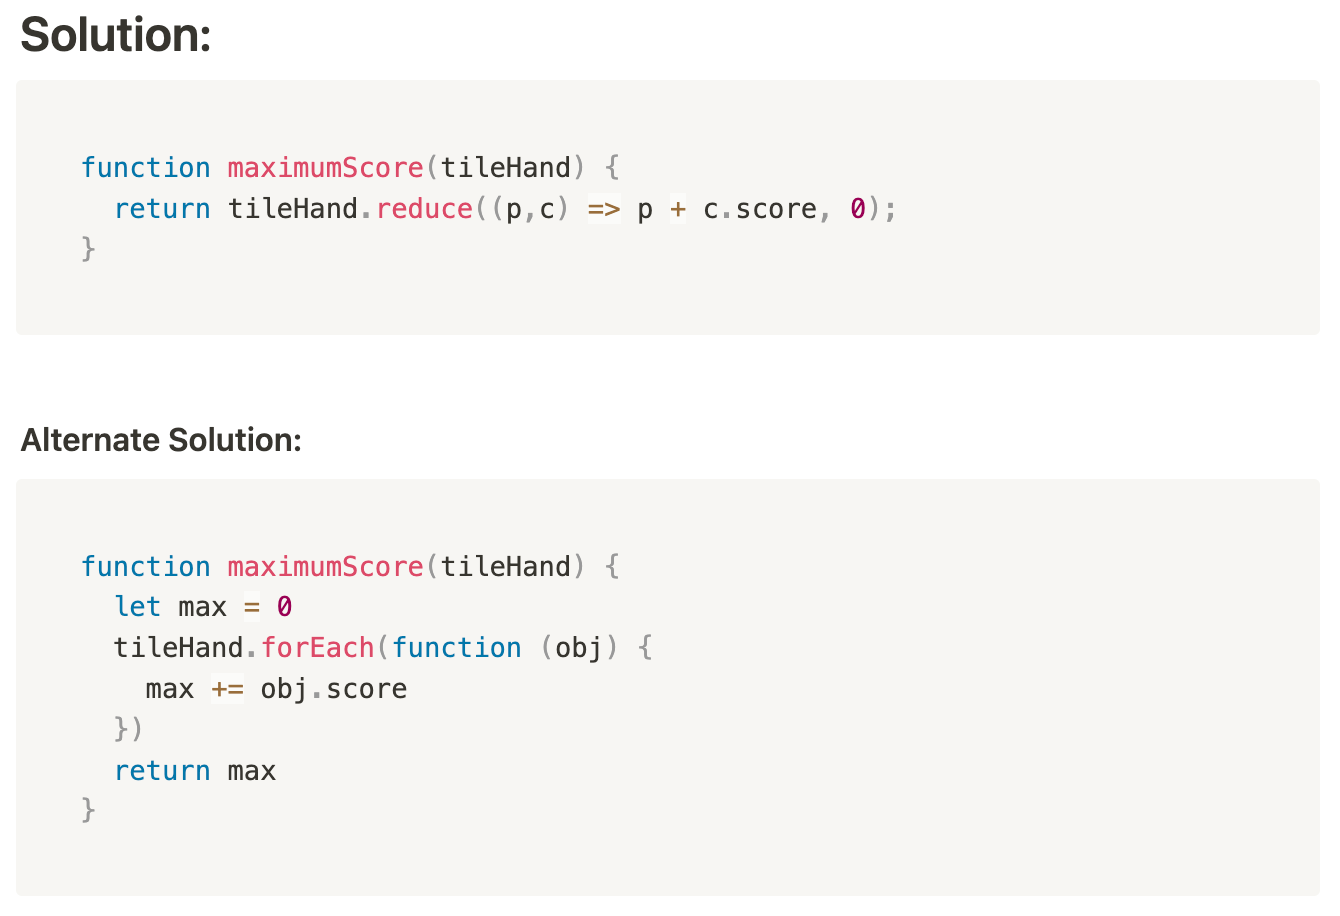 Solution:
function maximumScore(tileHand) {
  return tileHand.reduce((p,c) => p + c.score, 0);
}
Alternate Solution:
function maximumScore(tileHand) {
  let max = 0
  tileHand.forEach(function (obj) {
    max += obj.score
  })
  return max
}